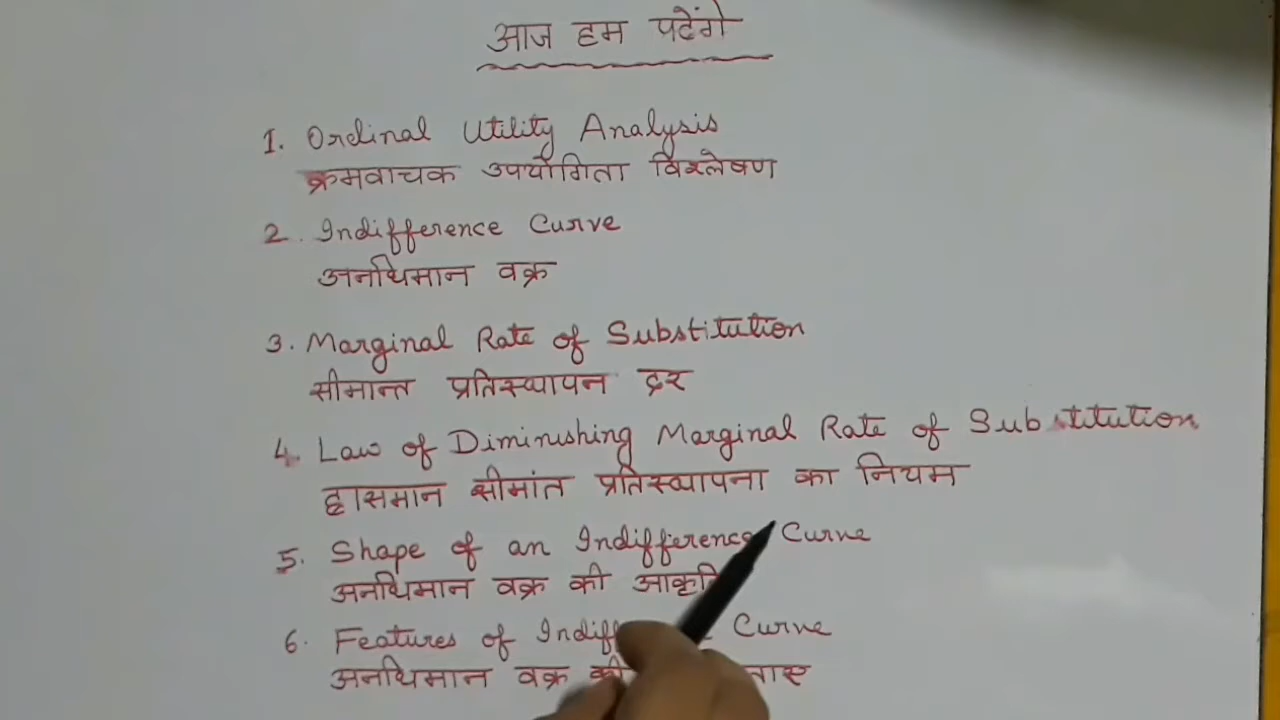 आज हम पढेंगे
1. Ordinal Utility Analysis
क्रमवाचक उपयोगिता विश्लेषण
2. Indifference Curve
अनधिमान वक्र
3. Marginal Rate of Substitution
सीमान्त प्रतिस्थापन दर
4. Law of Diminishing Marginal Rate of Substitution
ह्रासमान सीमांत प्रतिस्थापना का नियम
5. Shape of an Indifference Curve
अनधिमान वक्र की
6. Features of Curve
अनधिमान वक्र